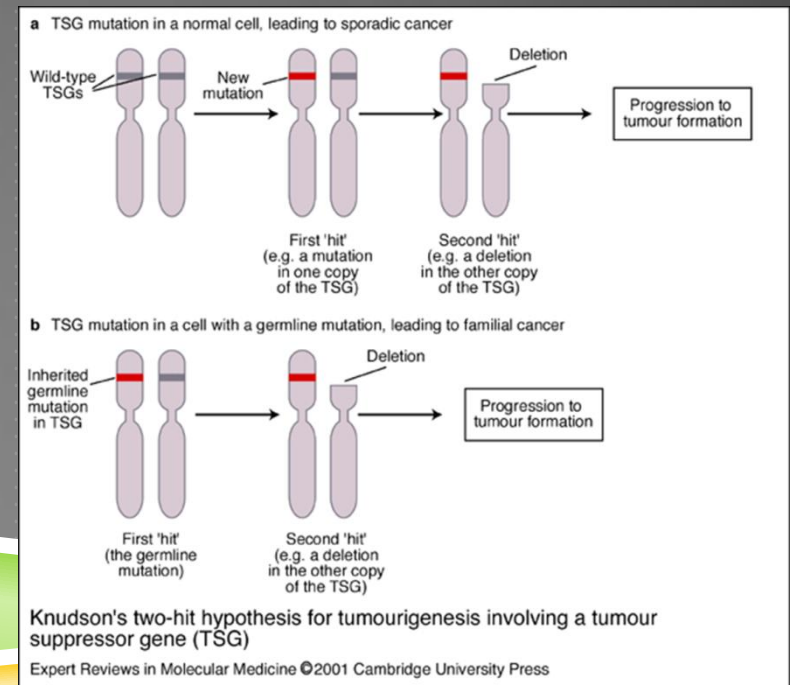 a TSG mutation in a normal cell, leading to sporadic cancer
Wild-type
TSGs
New
mutation
Deletion
Progression to
tumour formation
First 'hit'
(e.g. a mutation
in one copy
of the TSG)
Second 'hit'
(e.g. a deletion
in the other copy
of the TSG)
b TSG mutation in a cell with a germline mutation, leading to familial cancer
Inherited
germline
mutation
in TSG
Deletion
Progression to
tumour formation
First 'hit'
(the germline
mutation)
Second 'hit'
(e.g. a deletion
in the other copy
of the TSG)
Knudson's two-hit hypothesis for tumourigenesis involving a tumour
suppressor gene (TSG)
Expert Reviews in Molecular Medicine ©2001 Cambridge University Press